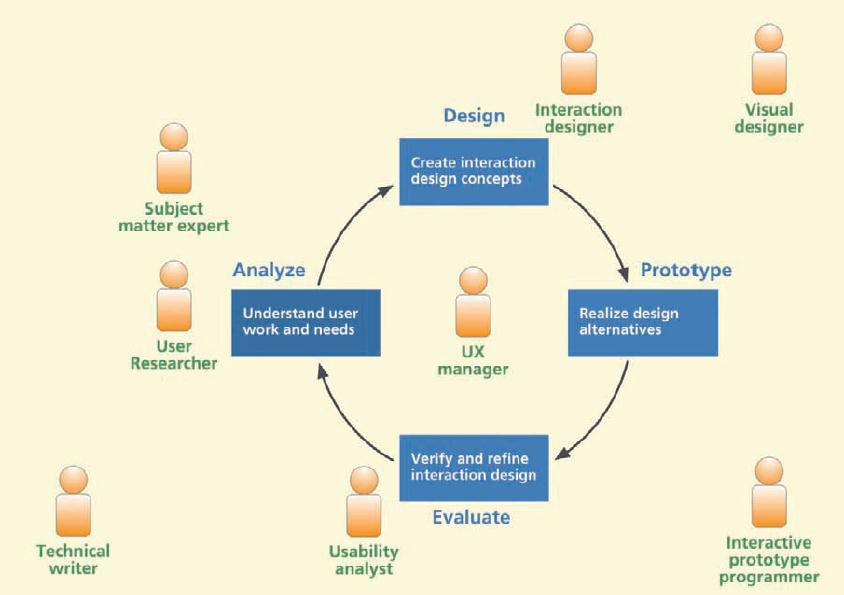 Interaction
designer
Visual
designer
Design
Create interaction
design concepts
Subject
matter expert
Analyze
Understand user
work and needs
User
Researcher
UX
manager
Prototype
Realize design
alternatives
Verify and refine
interaction design
Evaluate
Technical
writer
Usability
analyst
Interactive
prototype
programmer